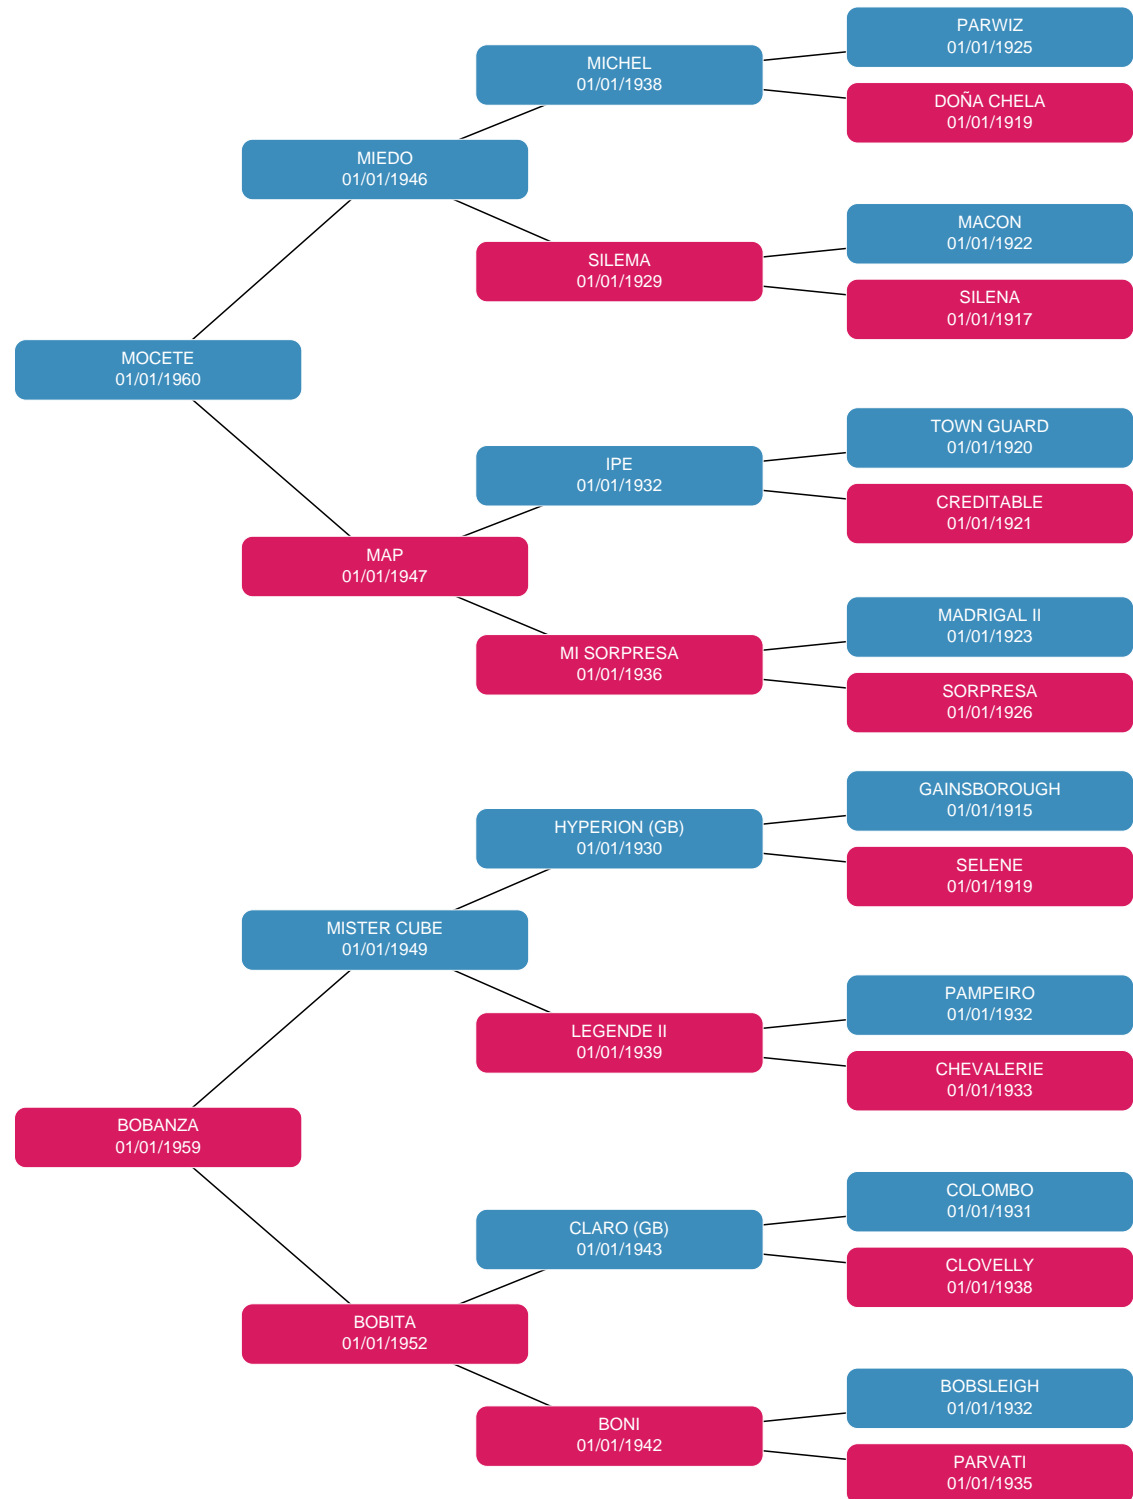 PARWIZ
01/01/1925
MICHEL
01/01/1938
DOÑA CHELA
01/01/1919
MIEDO
01/01/1946
MACON
01/01/1922
SILEMA
01/01/1929
SILENA
01/01/1917
MOCETE
01/01/1960
TOWN GUARD
01/01/1920
IPE
01/01/1932
CREDITABLE
01/01/1921
MAP
01/01/1947
MADRIGAL II
01/01/1923
MI SORPRESA
01/01/1936
SORPRESA
01/01/1926
GAINSBOROUGH
01/01/1915
HYPERION (GB)
01/01/1930
SELENE
01/01/1919
MISTER CUBE
01/01/1949
PAMPEIRO
01/01/1932
LEGENDE II
01/01/1939
CHEVALERIE
01/01/1933
BOBANZA
01/01/1959
COLOMBO
01/01/1931
CLARO (GB)
01/01/1943
CLOVELLY
01/01/1938
BOBITA
01/01/1952
BOBSLEIGH
01/01/1932
BONI
01/01/1942
PARVATI
01/01/1935